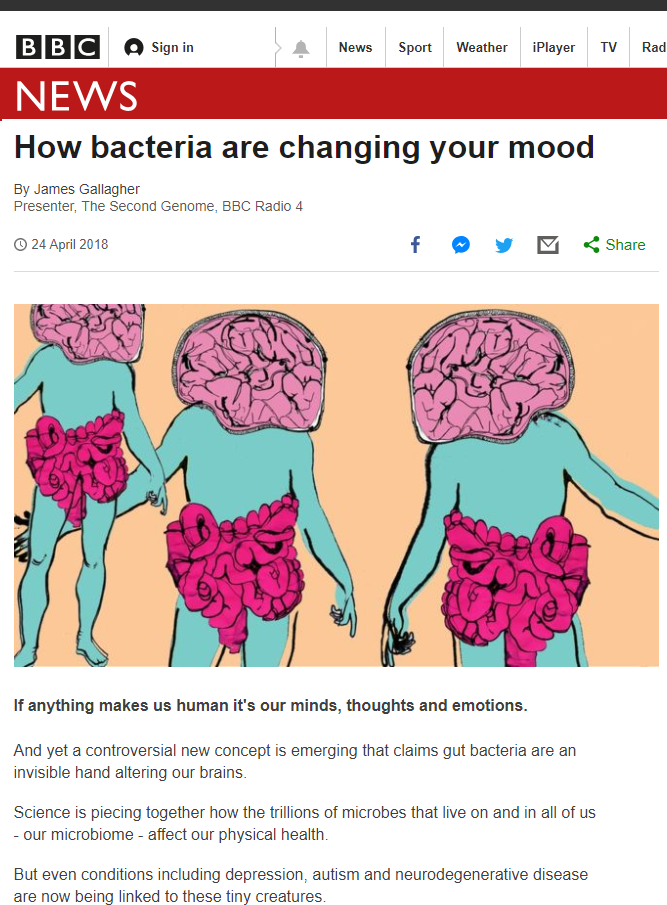 BBC Sign in News Sport Weather iPlayer TV Rad
NEWS
How bacteria are changing your mood
By James Gallagher
Presenter, The Second Genome, BBC Radio 4
24 April 2018 Share
If anything makes us human it's our minds, thoughts and emotions.
And yet a controversial new concept is emerging that claims gut bacteria are an
invisible hand altering our brains.
Science is piecing together how the trillions of microbes that live on and in all of us
- our microbiome - affect our physical health.
But even conditions including depression, autism and neurodegenerative disease
are now being linked to these tiny creatures.